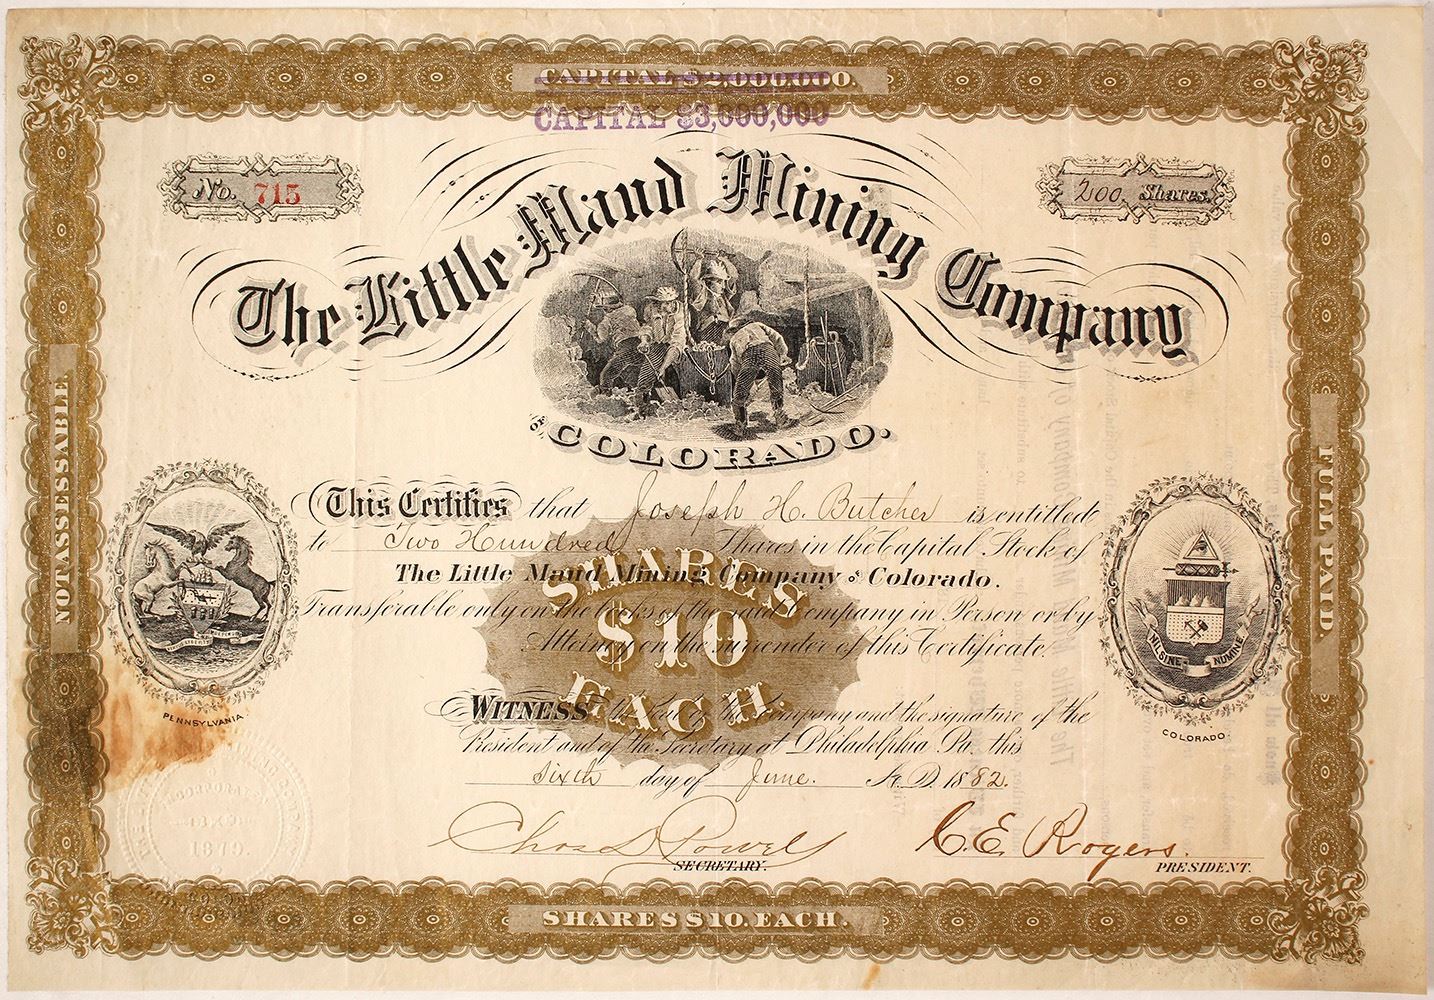 CAPITAL $2,000,000.
CAPITAL $3,000,000
No. 715
200 Shares.
The Little Maud Mining Company
OF COLORADO.
NOTASSESSABLE.
FULL PAID.
This Certifies that Joseph H. Butcher is entitled
to Two Hundred Shares in the Capital Stock of
The Little Maud Mining Company of Colorado.
Transferable only on the books of the said Company in Person or by
Attorney on the surrender of this Certificate.
SHARES
$10
EACH.
WITNESS the Seal of the Company and the signature of the
President and of the Secretary at Philadelphia Pa. this
Sixth day of June. A.D. 1882.
PENNSYLVANIA
NIL SINE NUMINE
COLORADO.
INCORPORATED
1879
Chas D Powel
SECRETARY.
C. E. Rogers.
PRESIDENT.
SHARES $10. EACH.